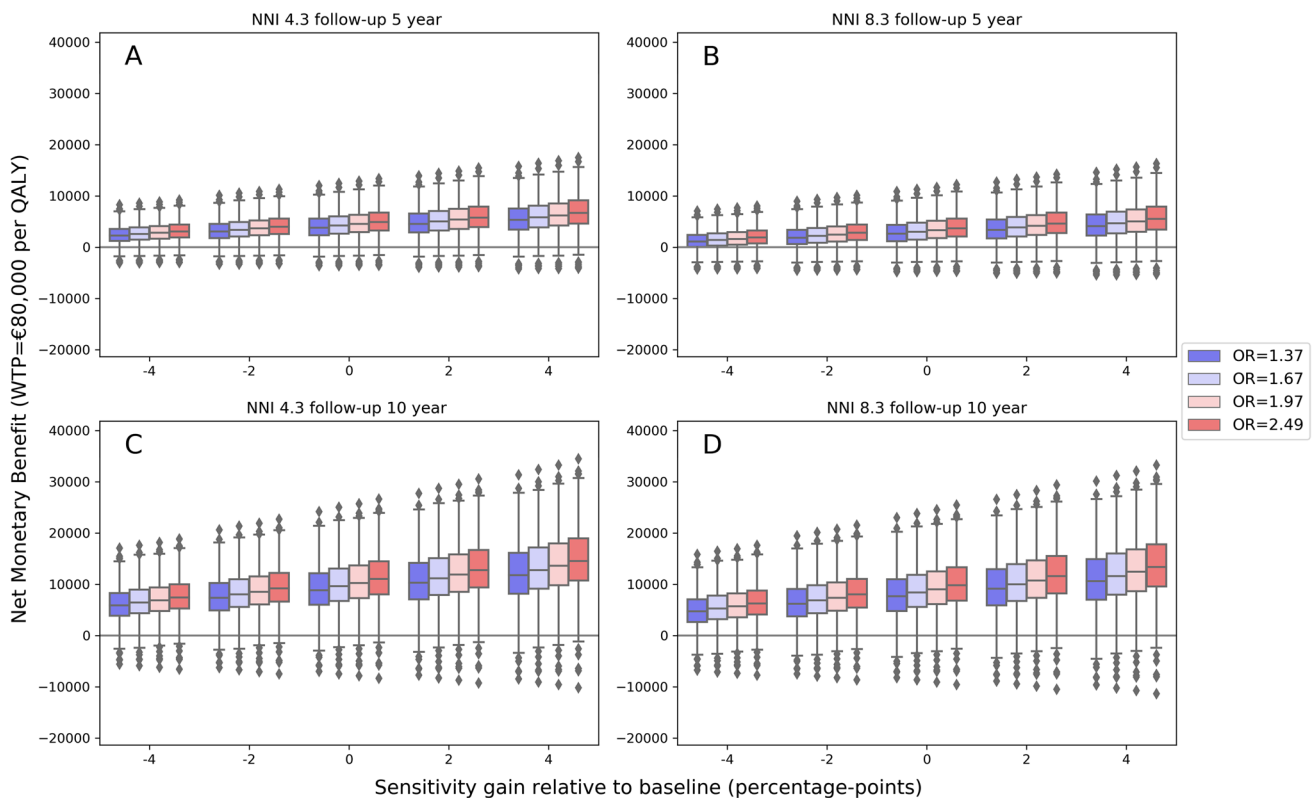 NNI 4.3 follow-up 5 year
NNI 8.3 follow-up 5 year
A
B
40000
30000
20000
10000
0
−10000
−20000
40000
30000
20000
10000
0
−10000
−20000
-4 -2 0 2 4
-4 -2 0 2 4
OR=1.37
OR=1.67
OR=1.97
OR=2.49
NNI 4.3 follow-up 10 year
NNI 8.3 follow-up 10 year
C
D
40000
30000
20000
10000
0
−10000
−20000
40000
30000
20000
10000
0
−10000
−20000
-4 -2 0 2 4
-4 -2 0 2 4
Net Monetary Benefit (WTP=€80,000 per QALY)
Sensitivity gain relative to baseline (percentage-points)